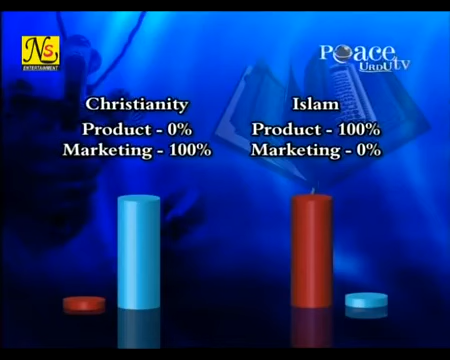 Ns
ENTERTAINMENT
Peace
URDU tv
Christianity
Product - 0%
Marketing - 100%
Islam
Product - 100%
Marketing - 0%